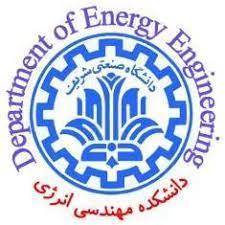 Department of Energy Engineering
دانشگاه صنعتی شریف
دانشکده مهندسی انرژی